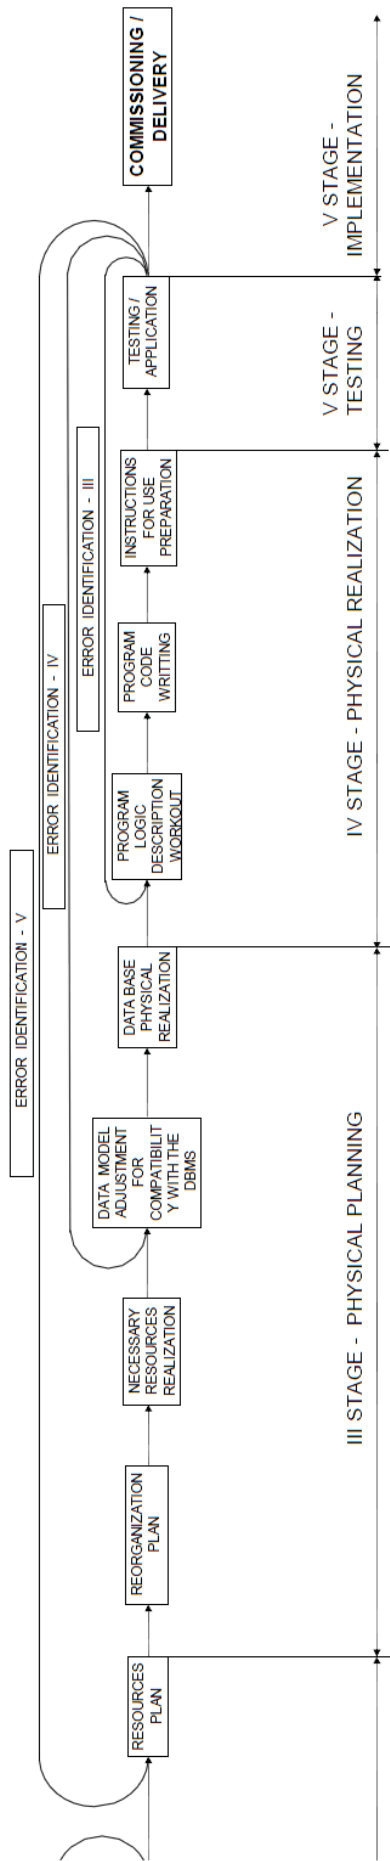 ERROR IDENTIFICATION - V
ERROR IDENTIFICATION - IV
ERROR IDENTIFICATION - III
RESOURCES
PLAN
REORGANIZATION
PLAN
NECESSARY
RESOURCES
REALIZATION
DATA MODEL
ADJUSTMENT
FOR
COMPATIBILIT
Y WITH THE
DBMS
DATA BASE
PHYSICAL
REALIZATION
PROGRAM
LOGIC
DESCRIPTION
WORKOUT
PROGRAM
CODE
WRITTING
INSTRUCTIONS
FOR USE
PREPARATION
TESTING /
APPLICATION
COMMISSIONING /
DELIVERY
III STAGE - PHYSICAL PLANNING
IV STAGE - PHYSICAL REALIZATION
V STAGE -
TESTING
V STAGE -
IMPLEMENTATION